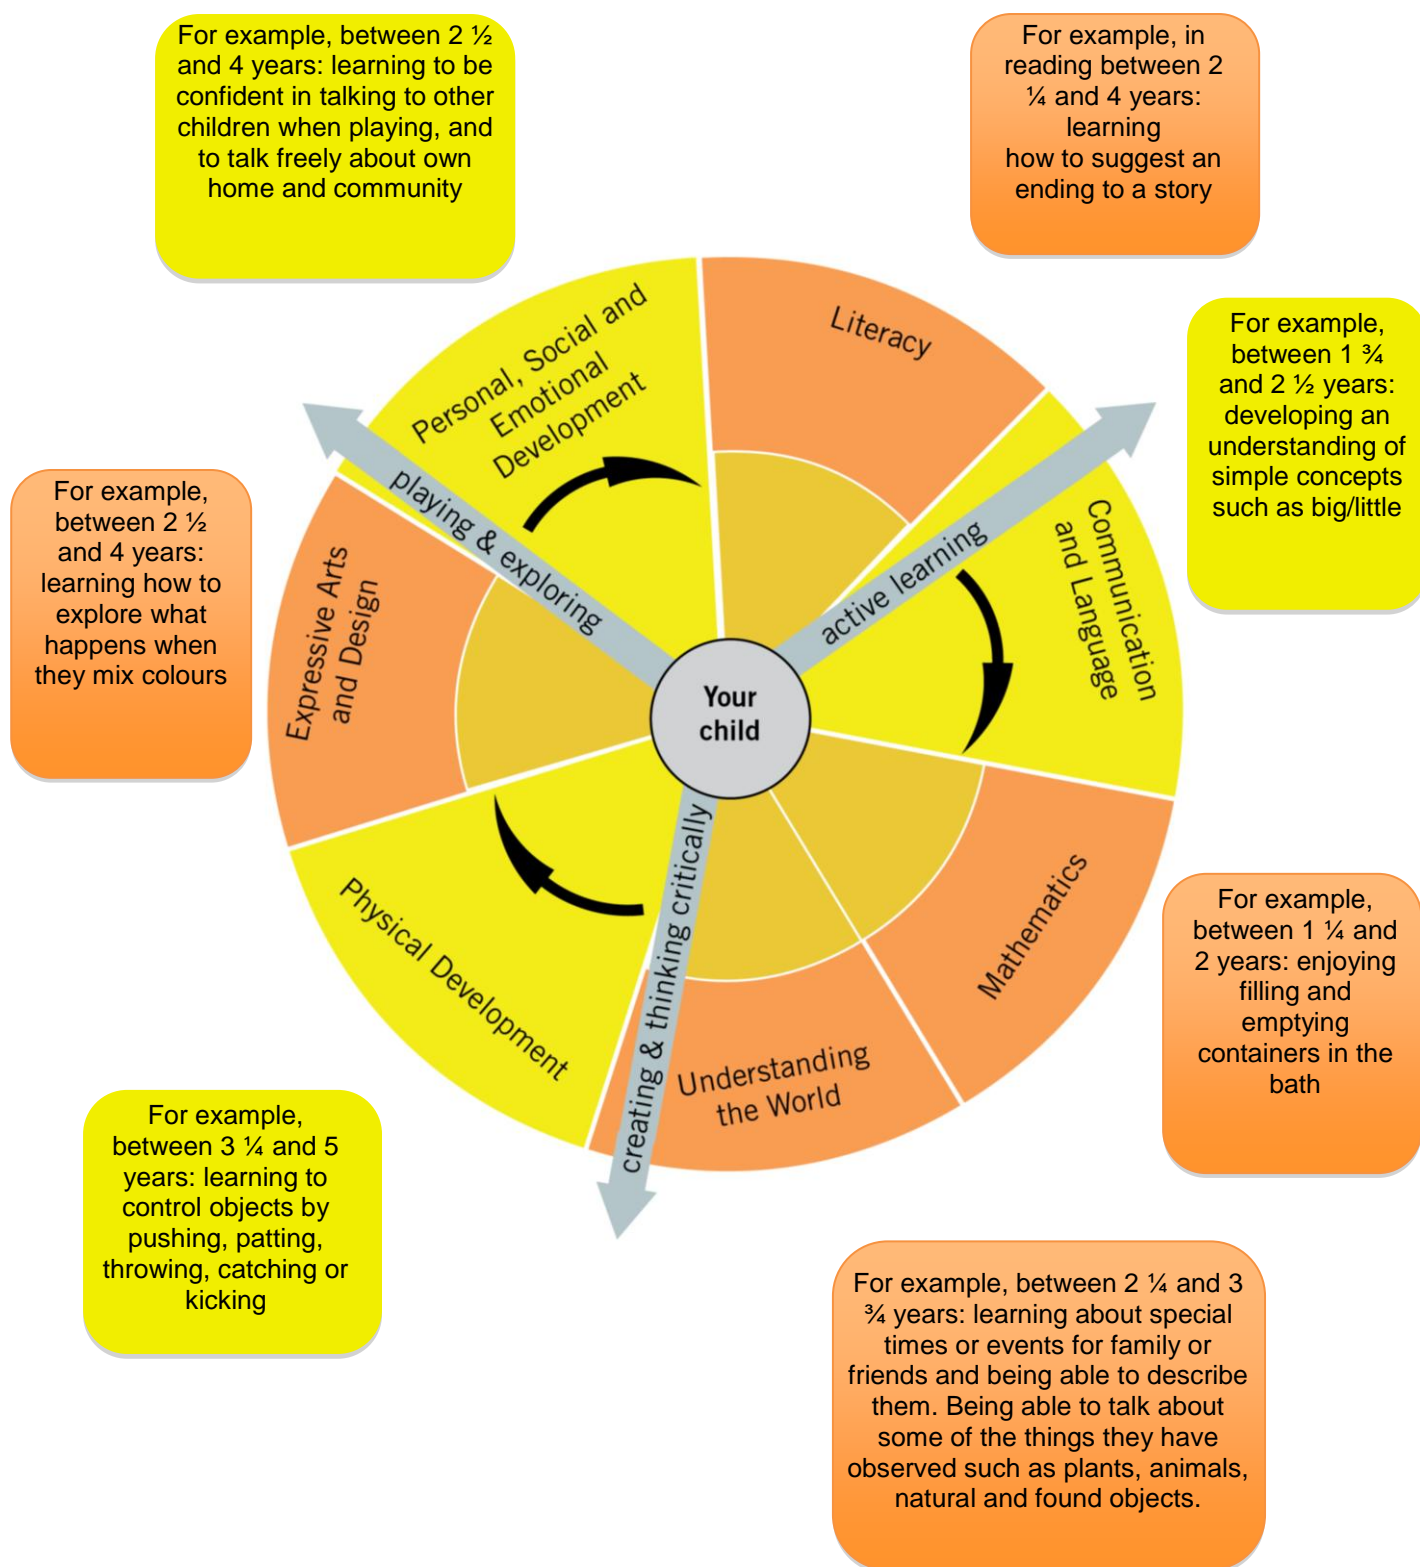 For example, between 2 ½
and 4 years: learning to be
confident in talking to other
children when playing, and
to talk freely about own
home and community
For example, in
reading between 2
¼ and 4 years:
learning
how to suggest an
ending to a story
Personal, Social and
Emotional
Development
Literacy
For example,
between 1 ¾
and 2 ½ years:
developing an
understanding of
simple concepts
such as big/little
playing & exploring
active learning
Communication
and Language
For example,
between 2 ½
and 4 years:
learning how to
explore what
happens when
they mix colours
Expressive Arts
and Design
Your
child
Physical Development
creating & thinking critically
Understanding
the World
Mathematics
For example,
between 1 ¼ and
2 years: enjoying
filling and
emptying
containers in the
bath
For example,
between 3 ¼ and 5
years: learning to
control objects by
pushing, patting,
throwing, catching or
kicking
For example, between 2 ¼ and 3
¾ years: learning about special
times or events for family or
friends and being able to describe
them. Being able to talk about
some of the things they have
observed such as plants, animals,
natural and found objects.